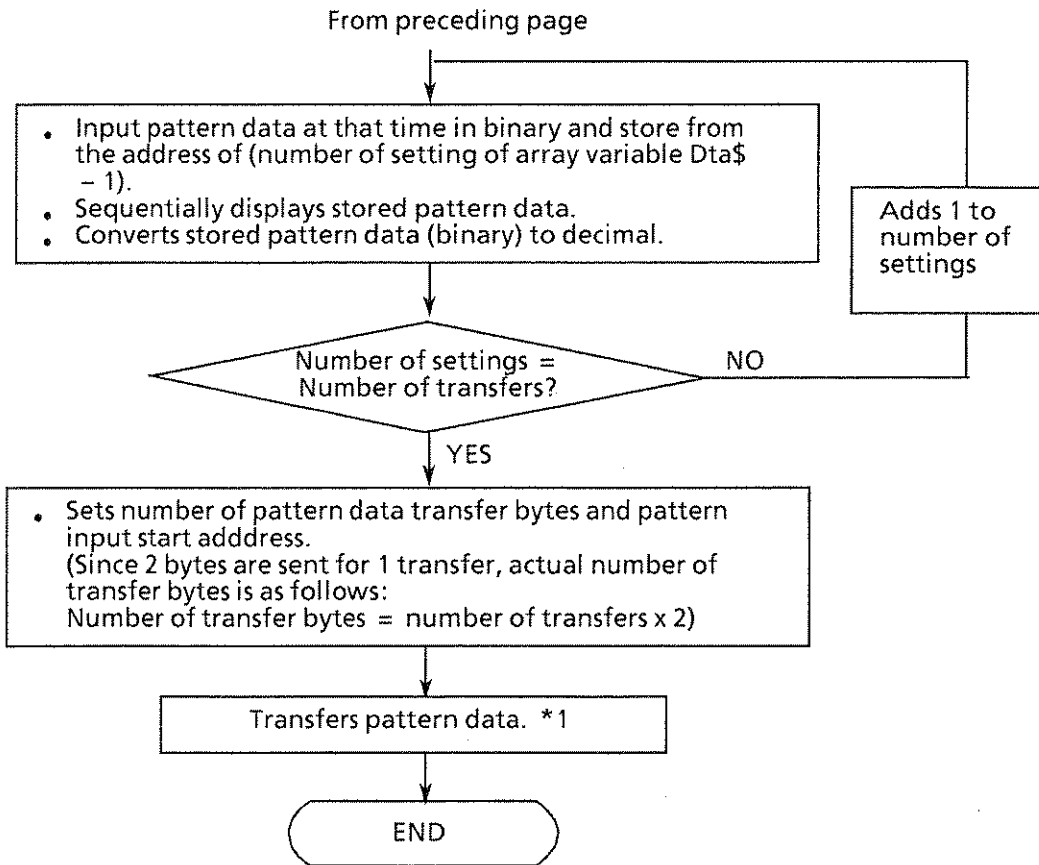 From preceding page
• Input pattern data at that time in binary and store from
the address of (number of setting of array variable Dta$
– 1).
• Sequentially displays stored pattern data.
• Converts stored pattern data (binary) to decimal.
Adds 1 to
number of
settings
Number of settings =
Number of transfers?
NO
YES
• Sets number of pattern data transfer bytes and pattern
input start adddress.
(Since 2 bytes are sent for 1 transfer, actual number of
transfer bytes is as follows:
Number of transfer bytes = number of transfers x 2)
Transfers pattern data. *1
END